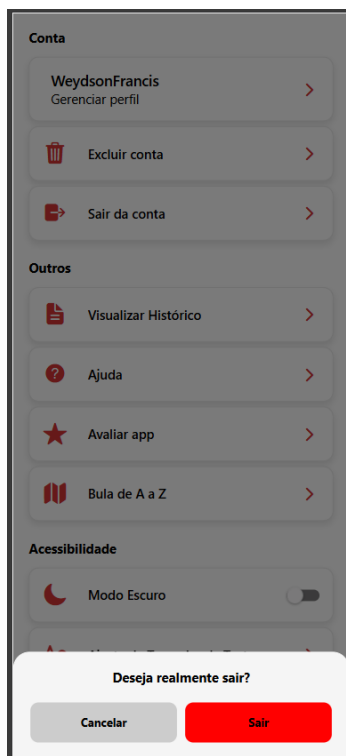 Conta
WeydsonFrancis
Gerenciar perfil
Excluir conta
Sair da conta
Outros
Visualizar Histórico
Ajuda
Avaliar app
Bula de A a Z
Acessibilidade
Modo Escuro
Deseja realmente sair?
Cancelar
Sair